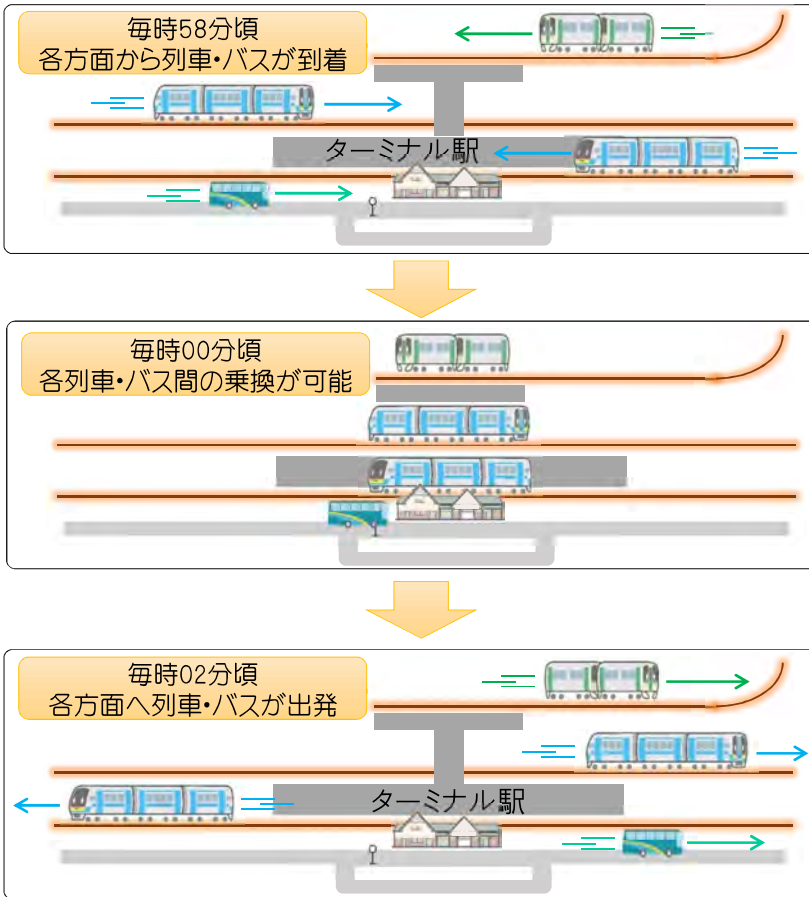 毎時58分頃
各方面から列車・バスが到着
ターミナル駅
毎時00分頃
各列車・バス間の乗換が可能
毎時02分頃
各方面へ列車・バスが出発
ターミナル駅